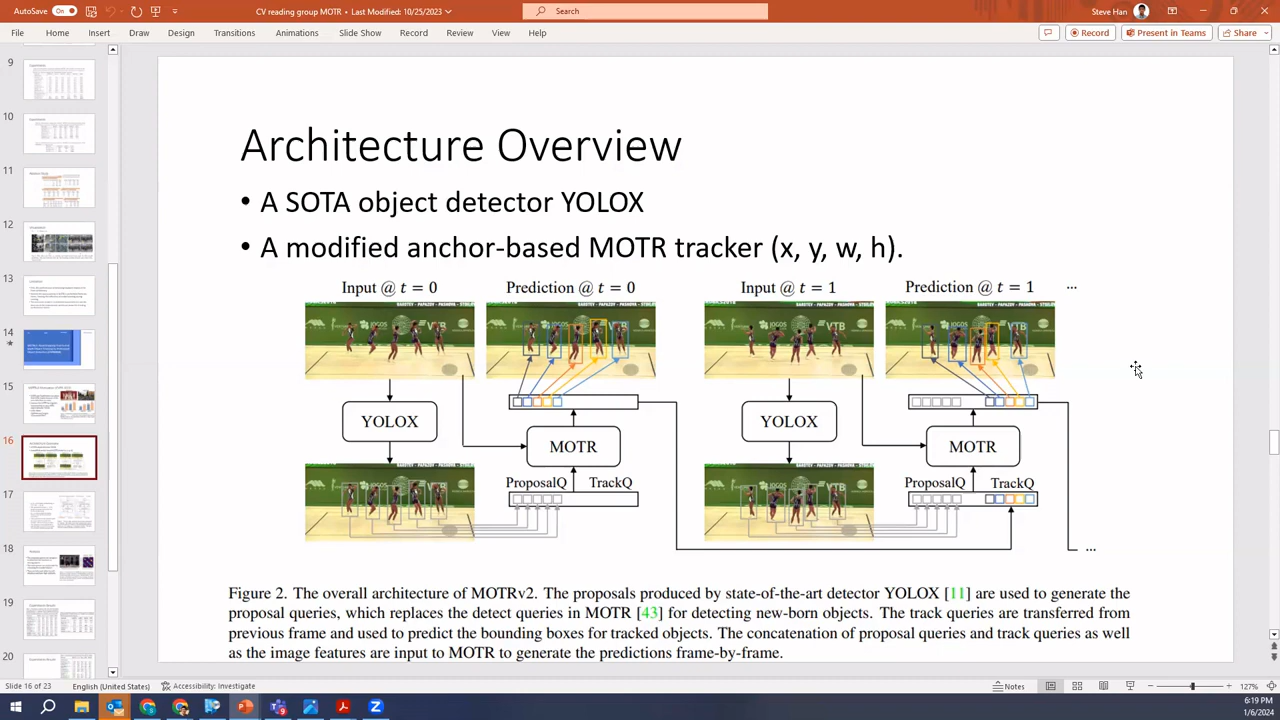 AutoSave On
CV reading group MOTR • Last Modified: 10/25/2023
Search
Steve Han
File Home Insert Draw Design Transitions Animations Slide Show Record Review View Help
Record Present in Teams Share
9
10
11
12
13
14
15
16
17
18
19
20
Architecture Overview
• A SOTA object detector YOLOX
• A modified anchor-based MOTR tracker (x, y, w, h).
Input @ t = 0 Prediction @ t = 0 Input @ t = 1 Prediction @ t = 1 ...
YOLOX
MOTR
ProposalQ TrackQ
YOLOX
MOTR
ProposalQ TrackQ
...
Figure 2. The overall architecture of MOTRv2. The proposals produced by state-of-the-art detector YOLOX [11] are used to generate the
proposal queries, which replaces the detect queries in MOTR [43] for detecting new-born objects. The track queries are transferred from
previous frame and used to predict the bounding boxes for tracked objects. The concatenation of proposal queries and track queries as well
as the image features are input to MOTR to generate the predictions frame-by-frame.
Slide 16 of 23 English (United States) Accessibility: Investigate
Notes
127%
6:19 PM
1/6/2024